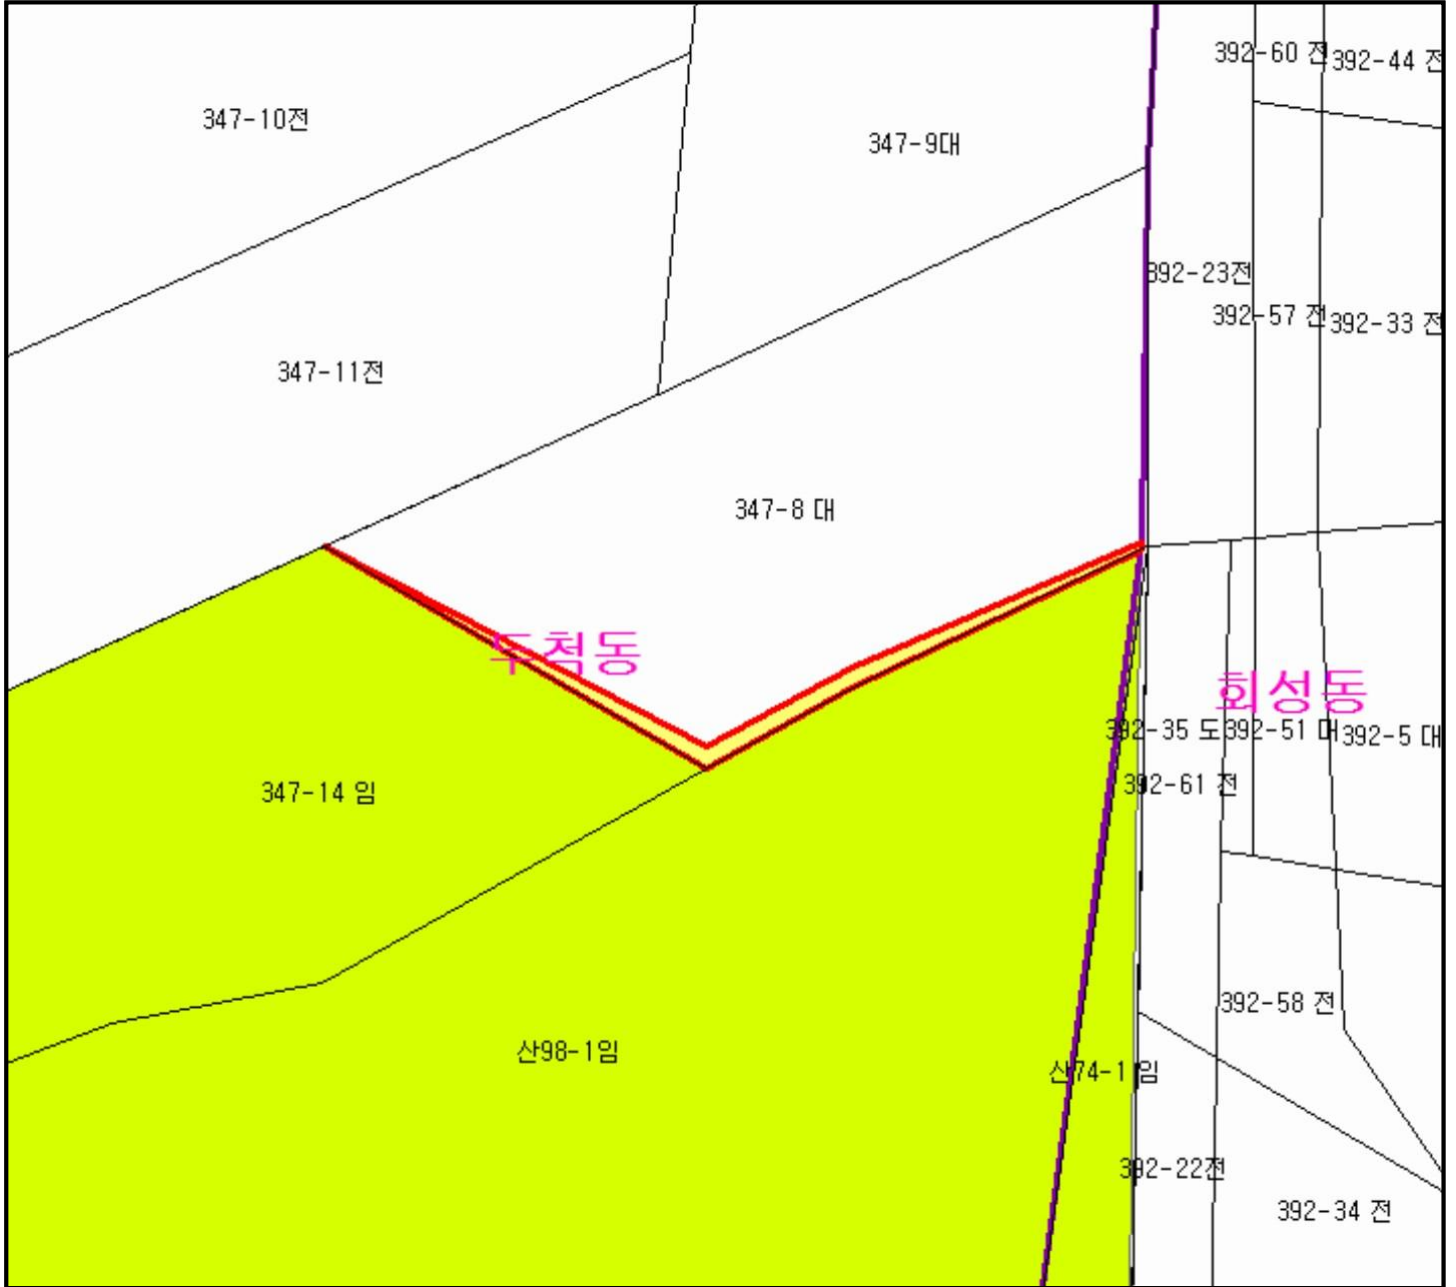 392-60 전
392-44 전
347-10전
347-9대
392-23전
392-57 전
392-33 전
347-11전
347-8 대
두척동
회성동
392-35 도
392-51 대
392-5 대
392-61 전
347-14 임
392-58 전
산98-1임
산74-1 임
392-22전
392-34 전